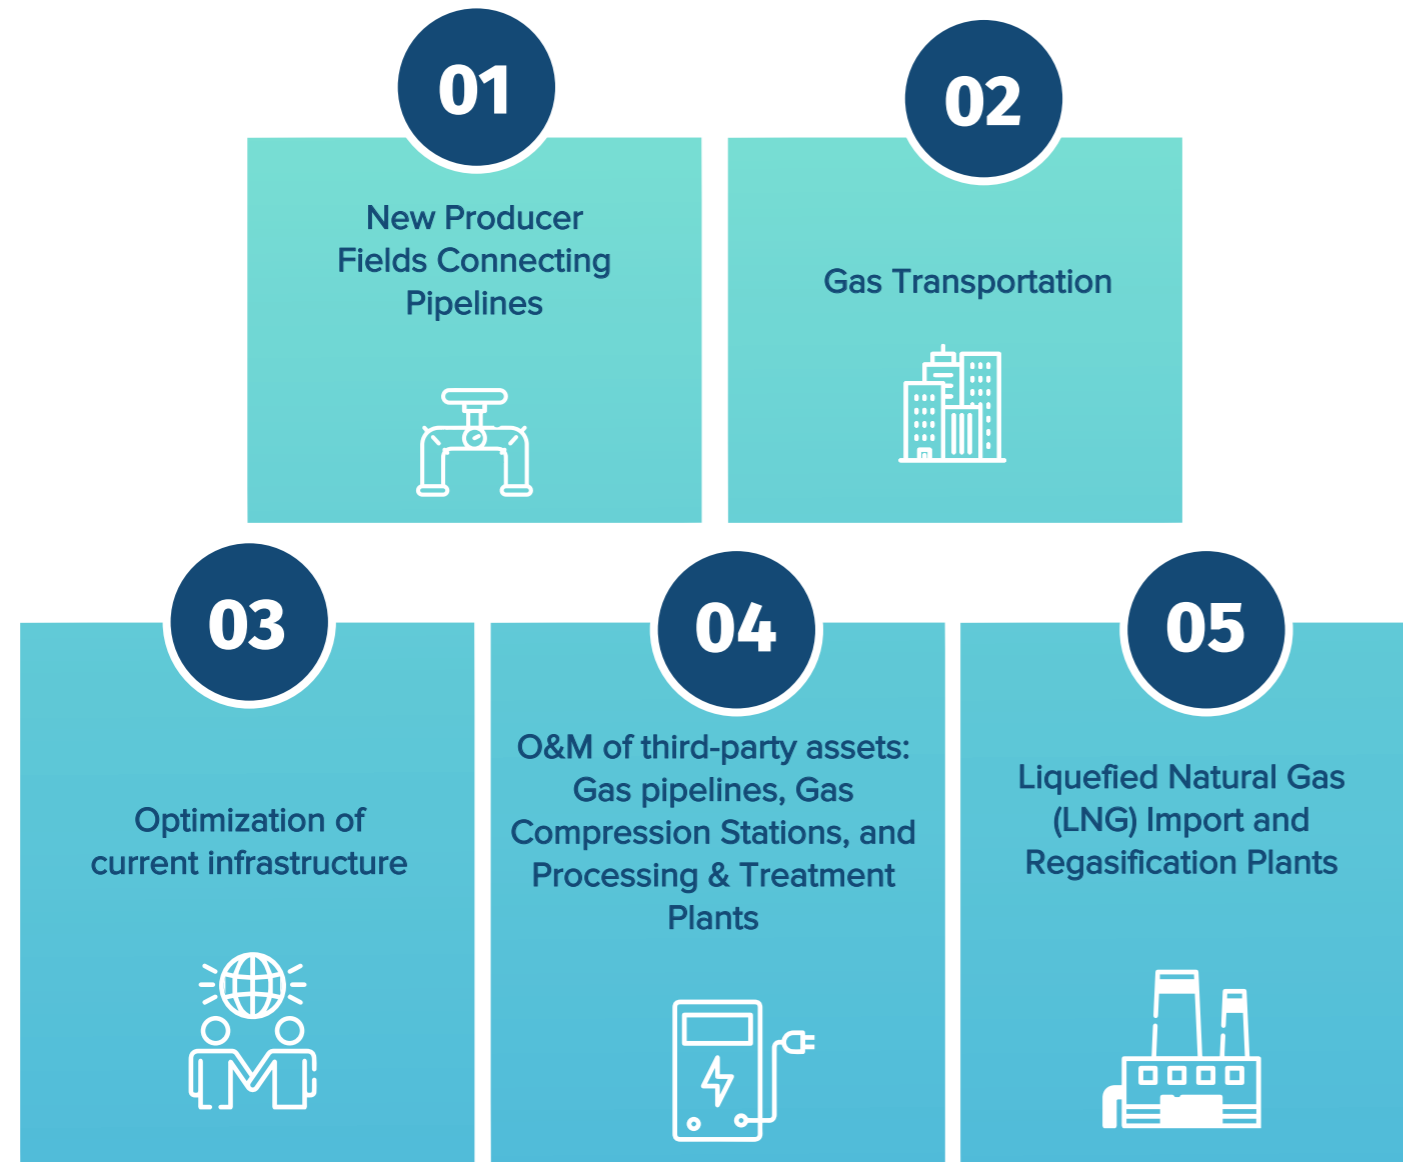 01
New Producer
Fields Connecting
Pipelines
02
Gas Transportation
03
Optimization of
current infrastructure
04
O&M of third-party assets:
Gas pipelines, Gas
Compression Stations, and
Processing & Treatment
Plants
05
Liquefied Natural Gas
(LNG) Import and
Regasification Plants